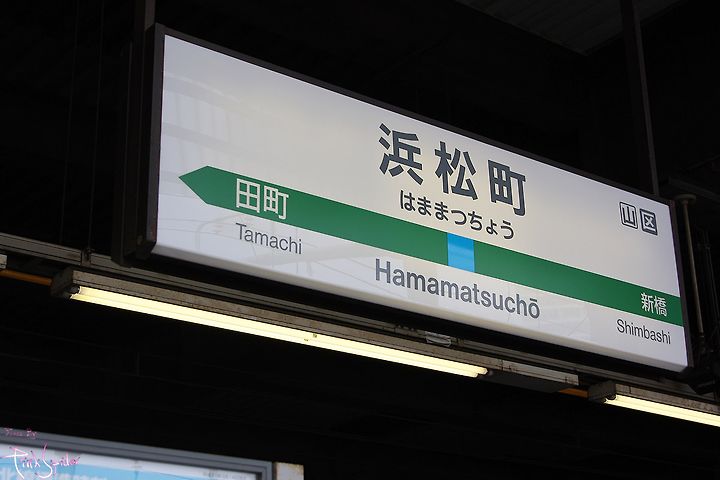 浜松町
はままつちょう
山 区
田町
Tamachi
Hamamatsuchō
新橋
Shimbashi